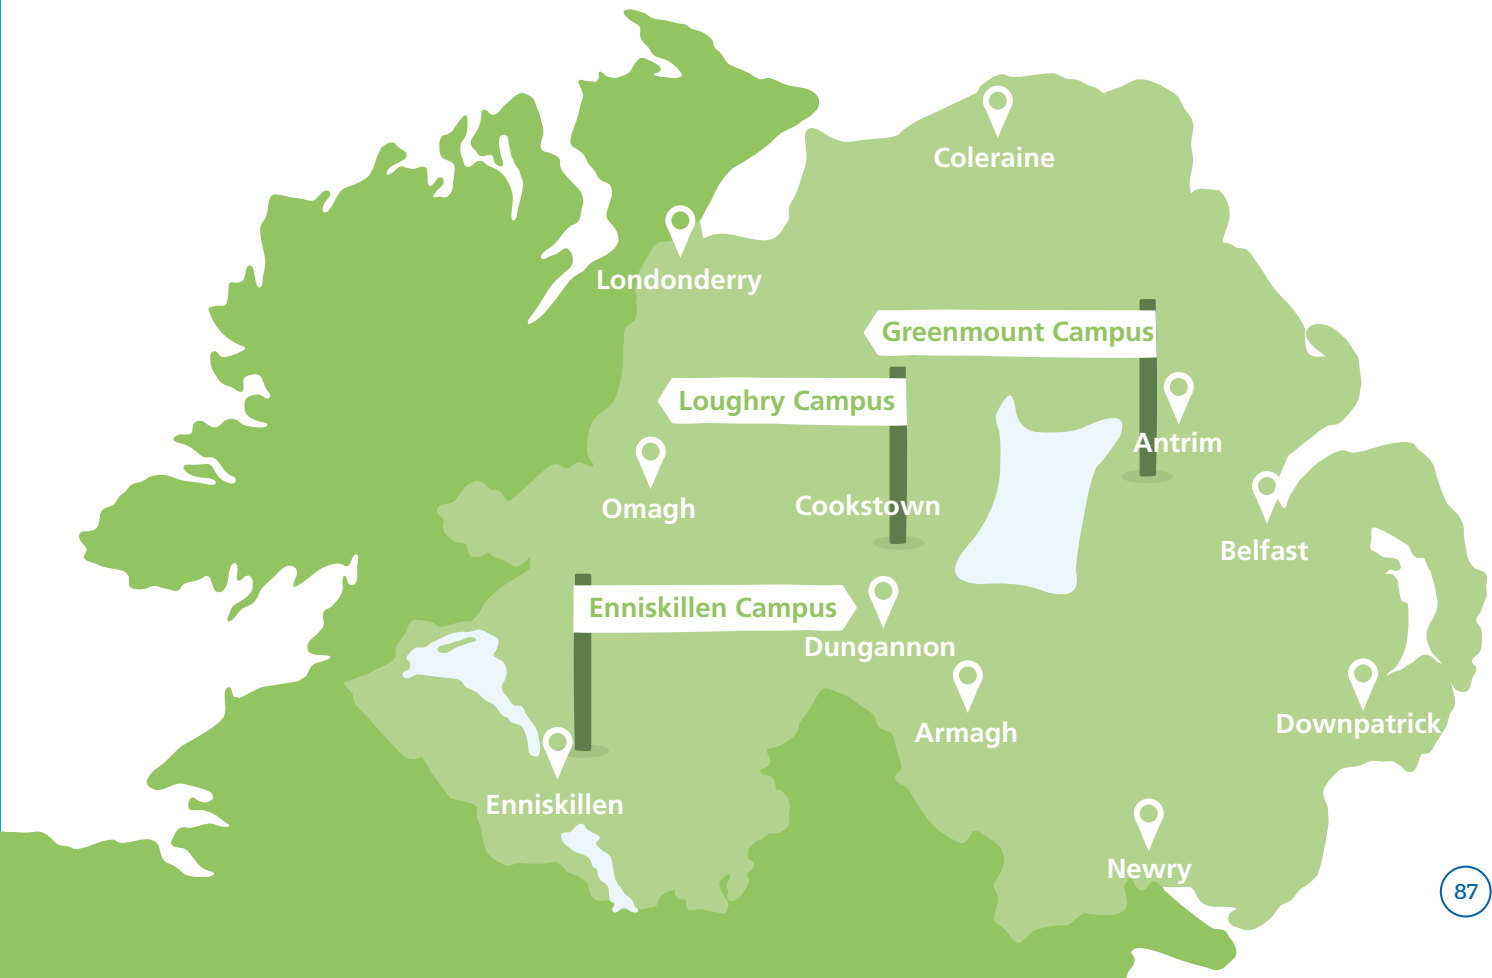 Coleraine
Londonderry
Greenmount Campus
Loughry Campus
Antrim
Omagh
Cookstown
Belfast
Enniskillen Campus
Dungannon
Armagh
Downpatrick
Enniskillen
Newry
87